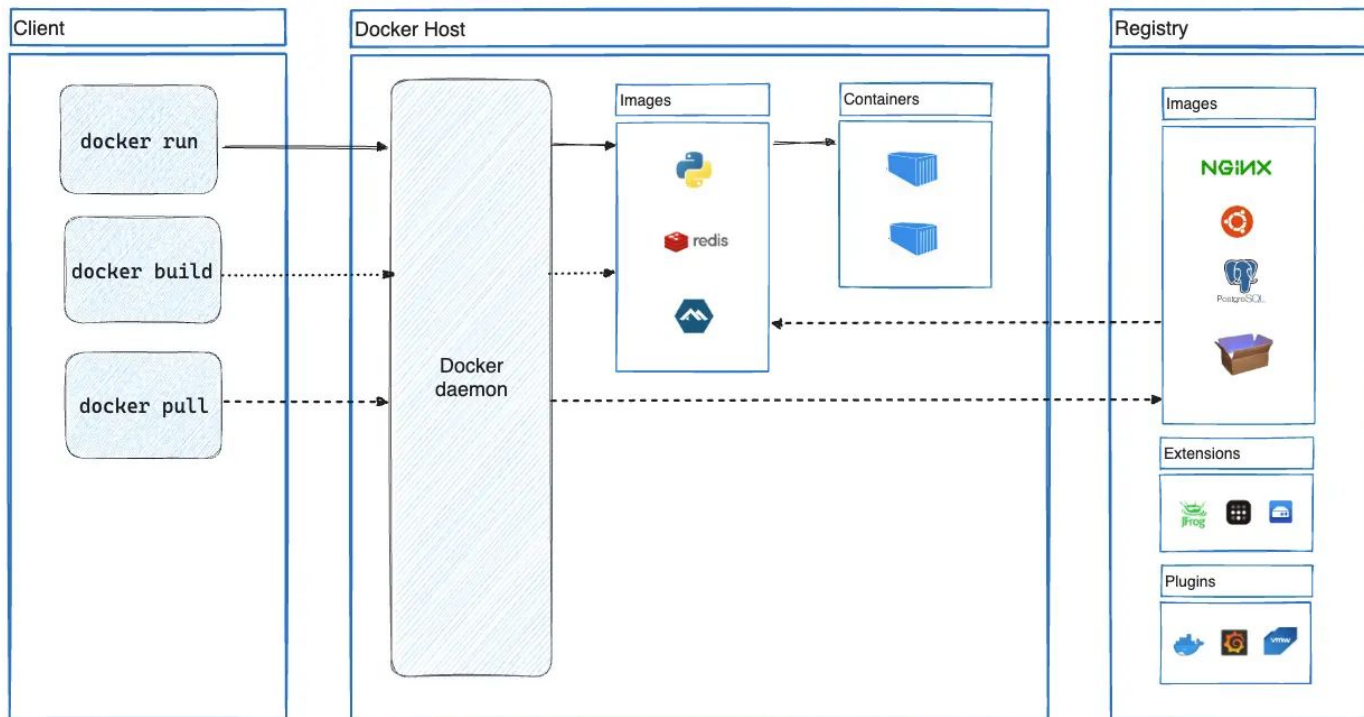 Client
Docker Host
Registry
docker run
docker build
docker pull
Docker
daemon
Images
redis
Containers
Images
NGiNX
PostgreSQL
Extensions
JFrog
Plugins
vmw